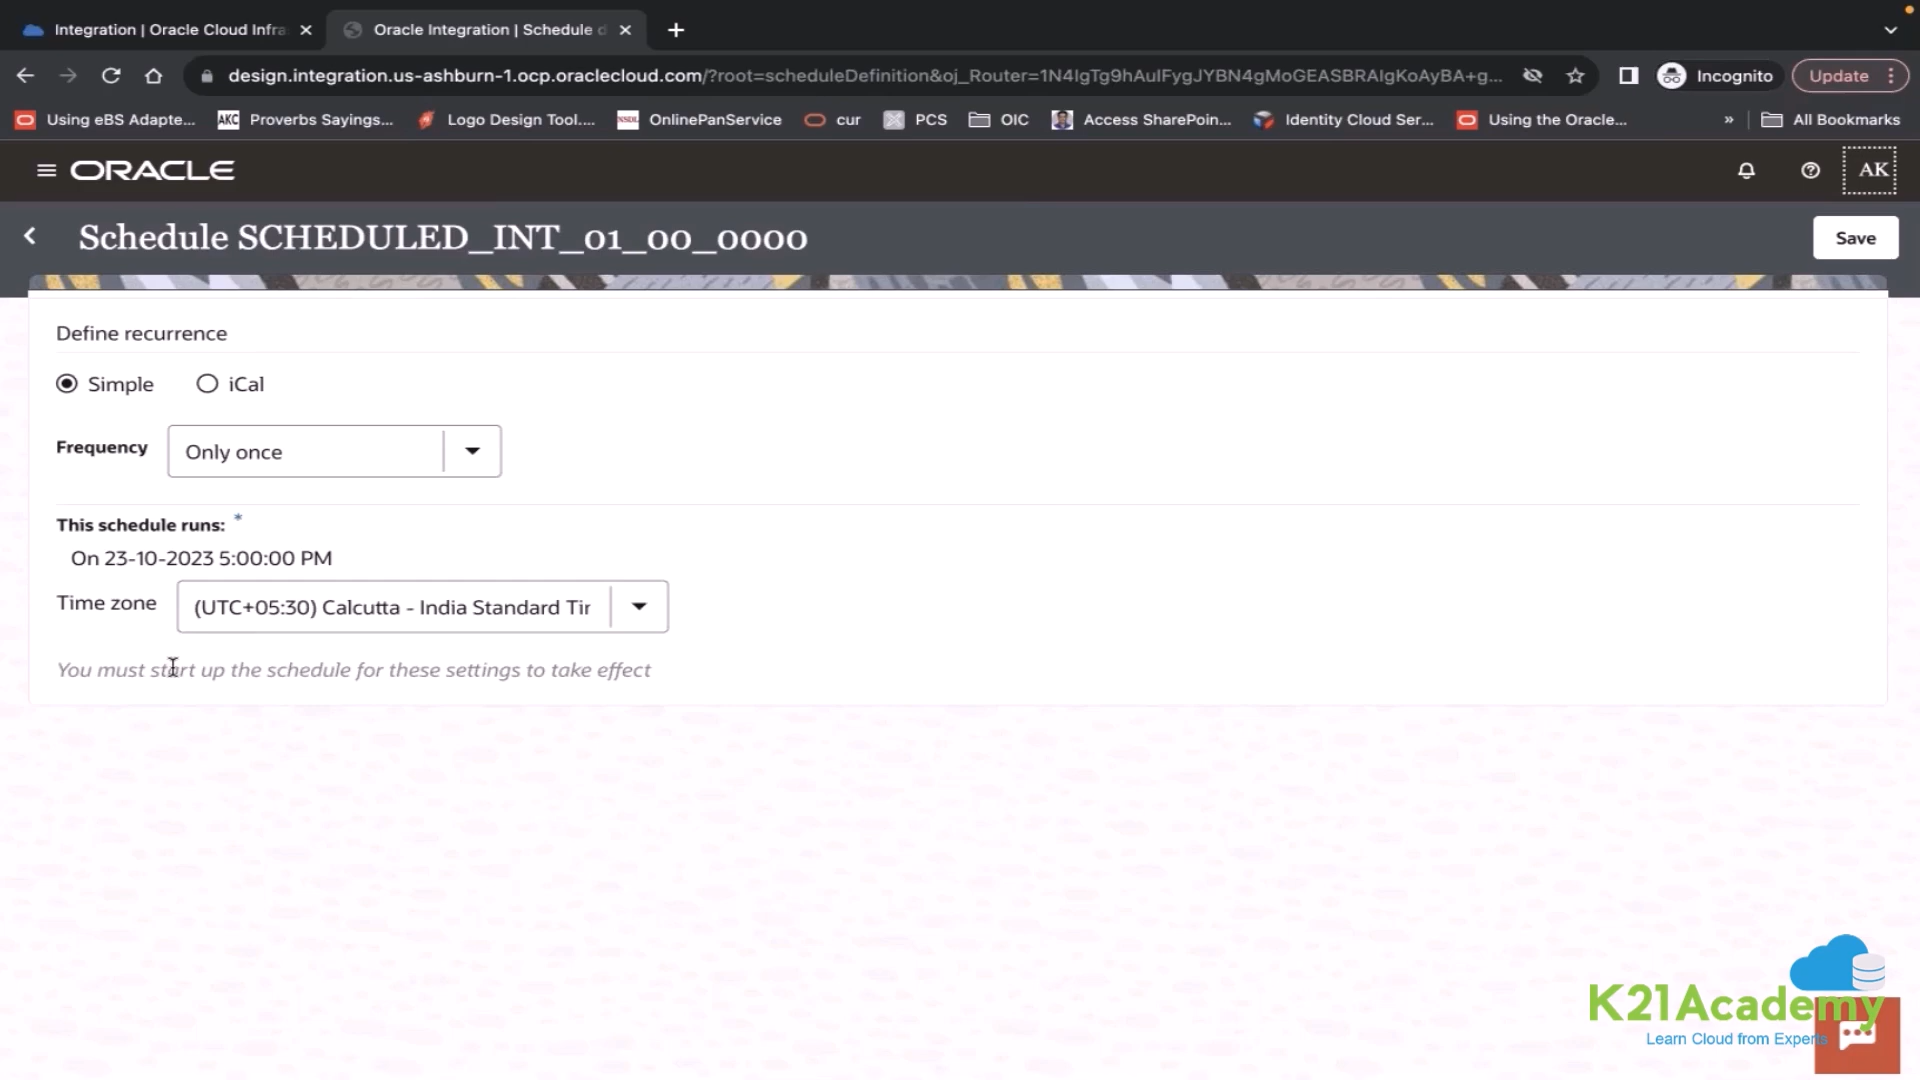 Integration | Oracle Cloud Infra
Oracle Integration | Schedule d
design.integration.us-ashburn-1.ocp.oraclecloud.com/?root=scheduleDefinition&oj_Router=1N4IgTg9hAuIFygJYBN4gMoGEASBRAIgKoAyBA+g...
Incognito
Update
Using eBS Adapte...
AKC
Proverbs Sayings...
Logo Design Tool....
NSDL
OnlinePanService
cur
PCS
OIC
Access SharePoin...
Identity Cloud Ser...
Using the Oracle...
»
All Bookmarks
ORACLE
AK
Schedule SCHEDULED_INT_01_00_0000
Save
Define recurrence
Simple
iCal
Frequency
Only once
This schedule runs: *
On 23-10-2023 5:00:00 PM
Time zone
(UTC+05:30) Calcutta - India Standard Tir
You must start up the schedule for these settings to take effect
K21Academy
Learn Cloud from Experts